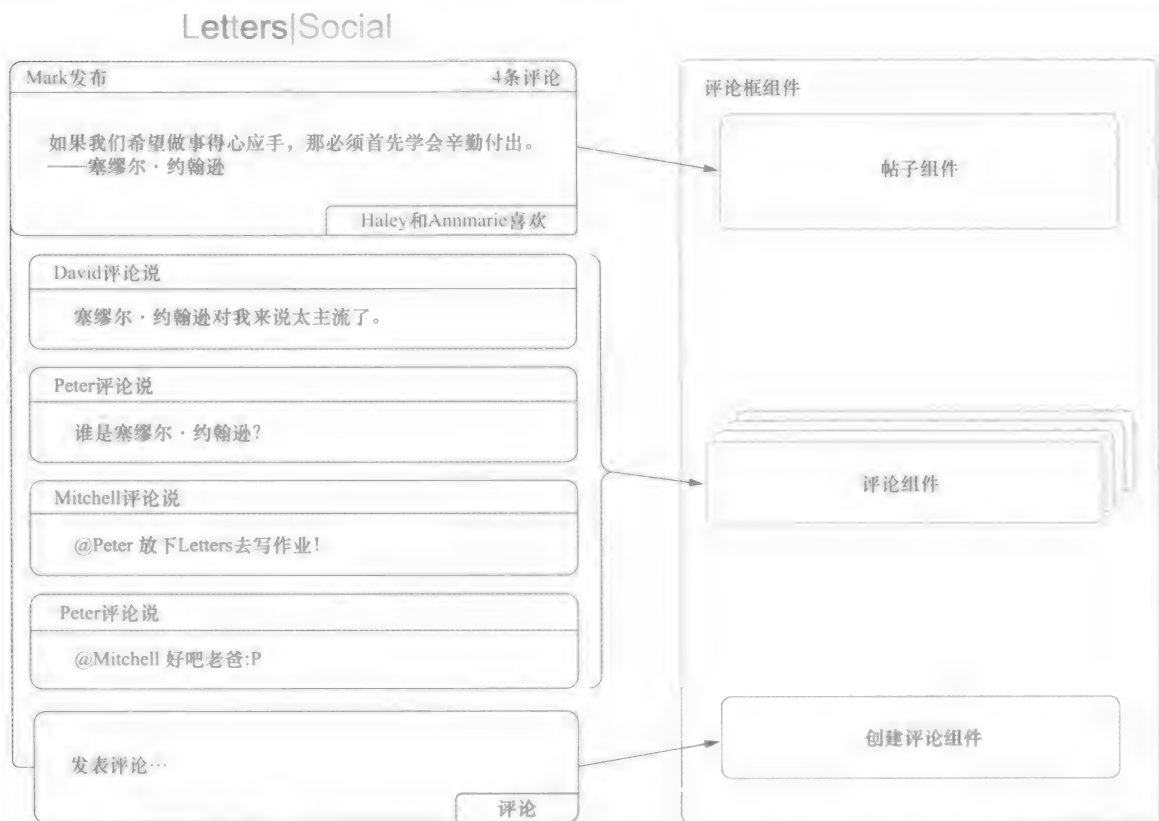 Letters|Social
Mark发布
4条评论
如果我们希望做事得心应手，那必须首先学会辛勤付出。
——塞缪尔·约翰逊
Haley和Annmarie喜欢
David评论说
塞缪尔·约翰逊对我来说太主流了。
Peter评论说
谁是塞缪尔·约翰逊?
Mitchell评论说
@Peter 放下Letters去写作业!
Peter评论说
@Mitchell 好吧老爸:P
发表评论…
评论
评论框组件
帖子组件
评论组件
创建评论组件